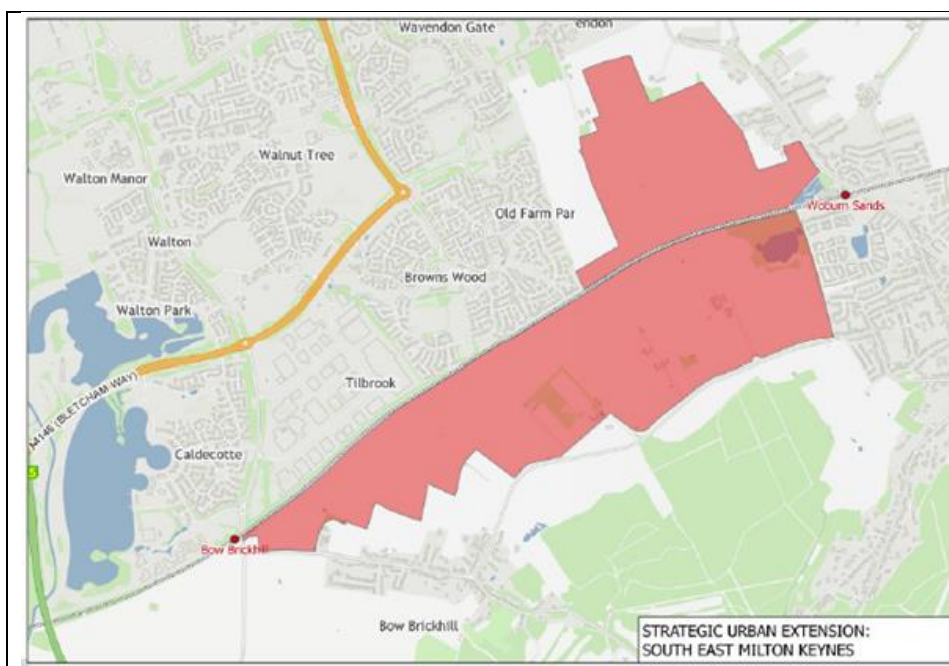 Wavendon Gate
endon
Walnut Tree
Walton Manor
Old Farm Par
Woburn Sands
Walton
Browns Wood
Walton Park
Tilbrook
A4146 (BLETCHAM WAY)
Caldecotte
5
Bow Brickhill
Bow Brickhill
STRATEGIC URBAN EXTENSION:
SOUTH EAST MILTON KEYNES